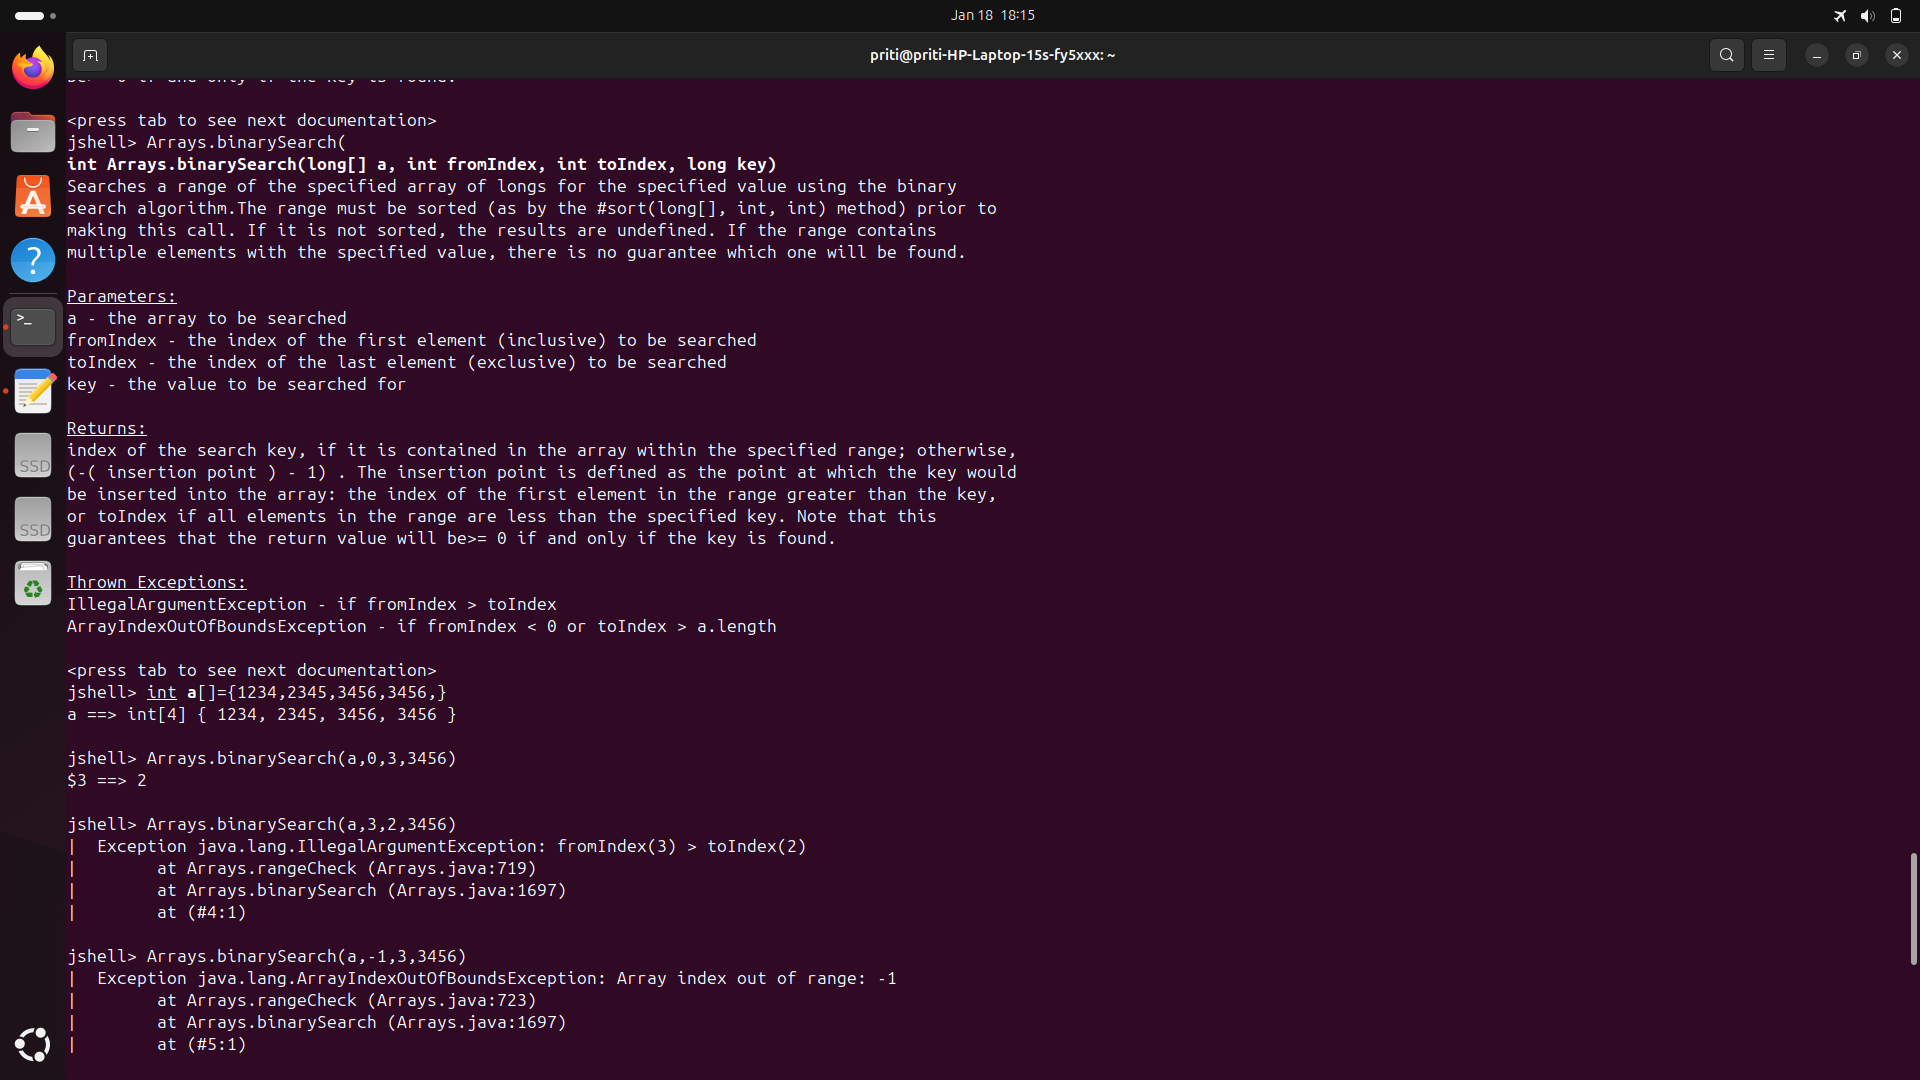 Jan 18 18:15
priti@priti-HP-Laptop-15s-fy5xxx: ~
be>= 0 if and only if the key is found.
<press tab to see next documentation>
jshell> Arrays.binarySearch(
int Arrays.binarySearch(long[] a, int fromIndex, int toIndex, long key)
Searches a range of the specified array of longs for the specified value using the binary
search algorithm.The range must be sorted (as by the #sort(long[], int, int) method) prior to
making this call. If it is not sorted, the results are undefined. If the range contains
multiple elements with the specified value, there is no guarantee which one will be found.
Parameters:
a - the array to be searched
fromIndex - the index of the first element (inclusive) to be searched
toIndex - the index of the last element (exclusive) to be searched
key - the value to be searched for
Returns:
index of the search key, if it is contained in the array within the specified range; otherwise,
(-( insertion point ) - 1) . The insertion point is defined as the point at which the key would
be inserted into the array: the index of the first element in the range greater than the key,
or toIndex if all elements in the range are less than the specified key. Note that this
guarantees that the return value will be>= 0 if and only if the key is found.
Thrown Exceptions:
IllegalArgumentException - if fromIndex > toIndex
ArrayIndexOutOfBoundsException - if fromIndex < 0 or toIndex > a.length
<press tab to see next documentation>
jshell> int a[]={1234,2345,3456,3456,}
a ==> int[4] { 1234, 2345, 3456, 3456 }
jshell> Arrays.binarySearch(a,0,3,3456)
$3 ==> 2
jshell> Arrays.binarySearch(a,3,2,3456)
|  Exception java.lang.IllegalArgumentException: fromIndex(3) > toIndex(2)
|        at Arrays.rangeCheck (Arrays.java:719)
|        at Arrays.binarySearch (Arrays.java:1697)
|        at (#4:1)
jshell> Arrays.binarySearch(a,-1,3,3456)
|  Exception java.lang.ArrayIndexOutOfBoundsException: Array index out of range: -1
|        at Arrays.rangeCheck (Arrays.java:723)
|        at Arrays.binarySearch (Arrays.java:1697)
|        at (#5:1)
SSD
SSD